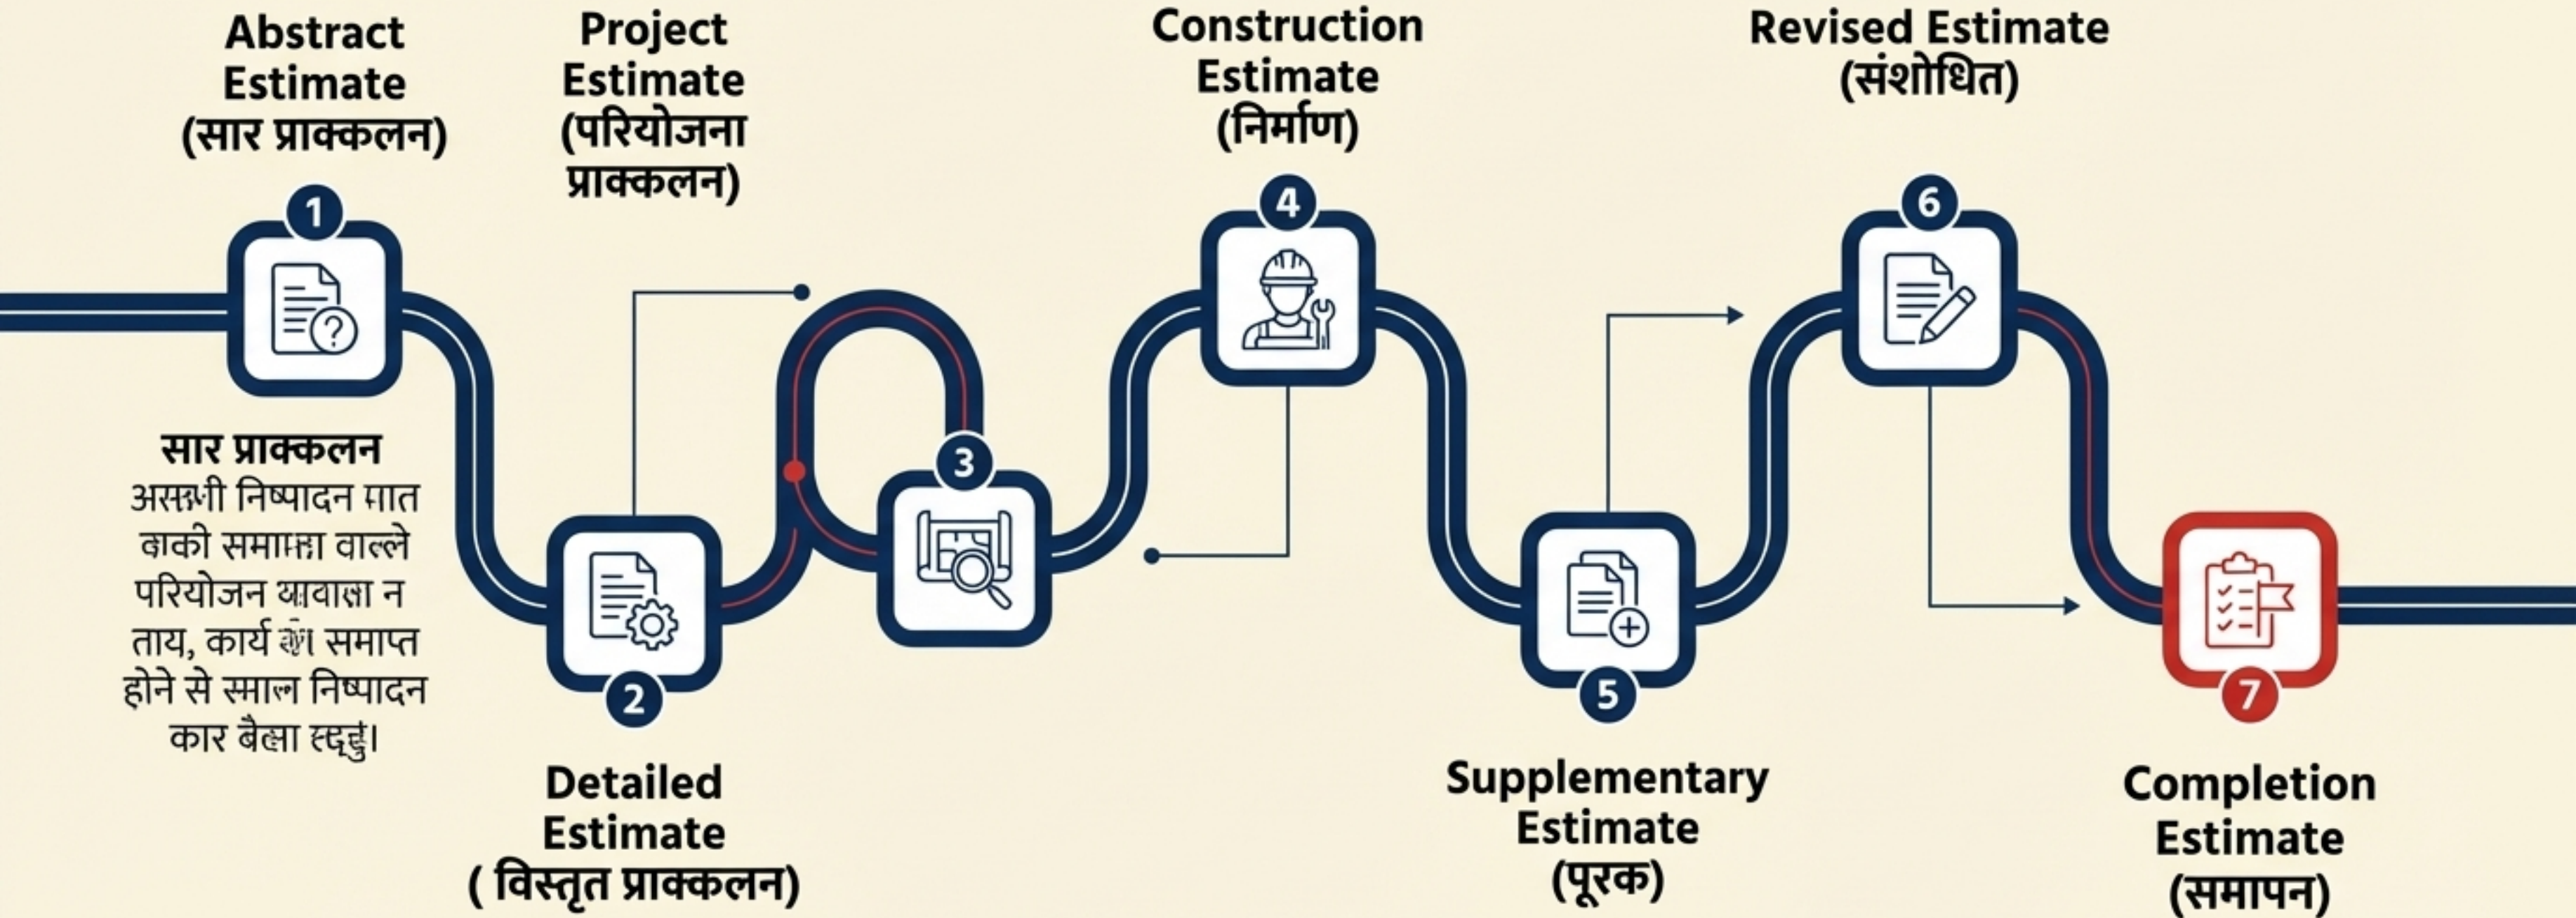 Abstract
Estimate
(सार प्राक्कलन)
1
सार प्राक्कलन
निष्पादन
वाल्ले
परियोजन न
ताय, कार्य समाप्त
होने से निष्पादन
कार
Project
Estimate
(परियोजना
प्राक्कलन)
2
Detailed
Estimate
( विस्तृत प्राक्कलन)
3
Construction
Estimate
(निर्माण)
4
5
Supplementary
Estimate
(पूरक)
Revised Estimate
(संशोधित)
6
7
Completion
Estimate
(समापन)